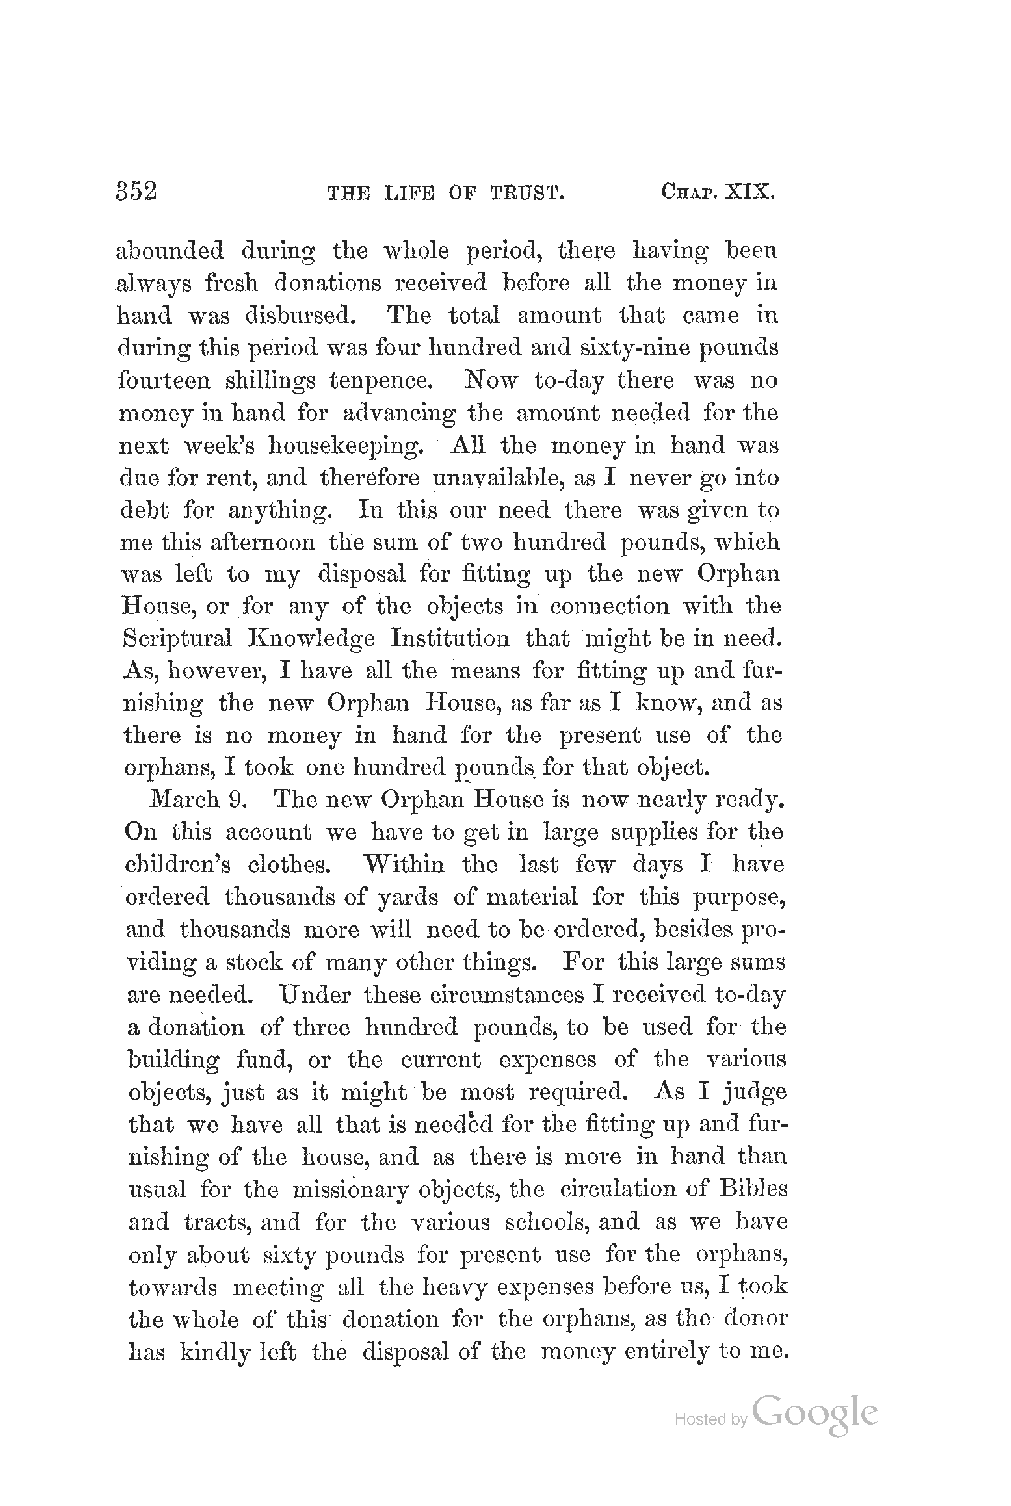 352 THE LIFE OF TRUST. CHAP. XIX.
abounded during the whole period, there having been
always fresh donations received before all the money in
hand was disbursed. The total amount that came in
during this period was four hundred and sixty-nine pounds
fourteen shillings tenpence. Now to-day there was no
money in hand for advancing the amount needed for the
next week's housekeeping. All the money in hand was
due for rent, and therefore unavailable, as I never go into
debt for anything. In this our need there was given to
me this afternoon the sum of two hundred pounds, which
was left to my disposal for fitting up the new Orphan
House, or for any of the objects in connection with the
Scriptural Knowledge Institution that might be in need.
As, however, I have all the means for fitting up and fur-
nishing the new Orphan House, as far as I know, and as
there is no money in hand for the present use of the
orphans, I took one hundred pounds for that object.
March 9. The new Orphan House is now nearly ready.
On this account we have to get in large supplies for the
children's clothes. Within the last few days I have
ordered thousands of yards of material for this purpose,
and thousands more will need to be ordered, besides pro-
viding a stock of many other things. For this large sums
are needed. Under these circumstances I received to-day
a donation of three hundred pounds, to be used for the
building fund, or the current expenses of the various
objects, just as it might be most required. As I judge
that we have all that is needed for the fitting up and fur-
nishing of the house, and as there is more in hand than
usual for the missionary objects, the circulation of Bibles
and tracts, and for the various schools, and as we have
only about sixty pounds for present use for the orphans,
towards meeting all the heavy expenses before us, I took
the whole of this donation for the orphans, as the donor
has kindly left the disposal of the money entirely to me.
Hosted by Google